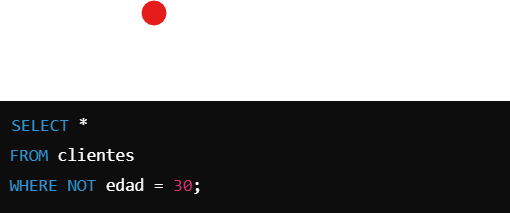 SELECT *
FROM clientes
WHERE NOT edad = 30;